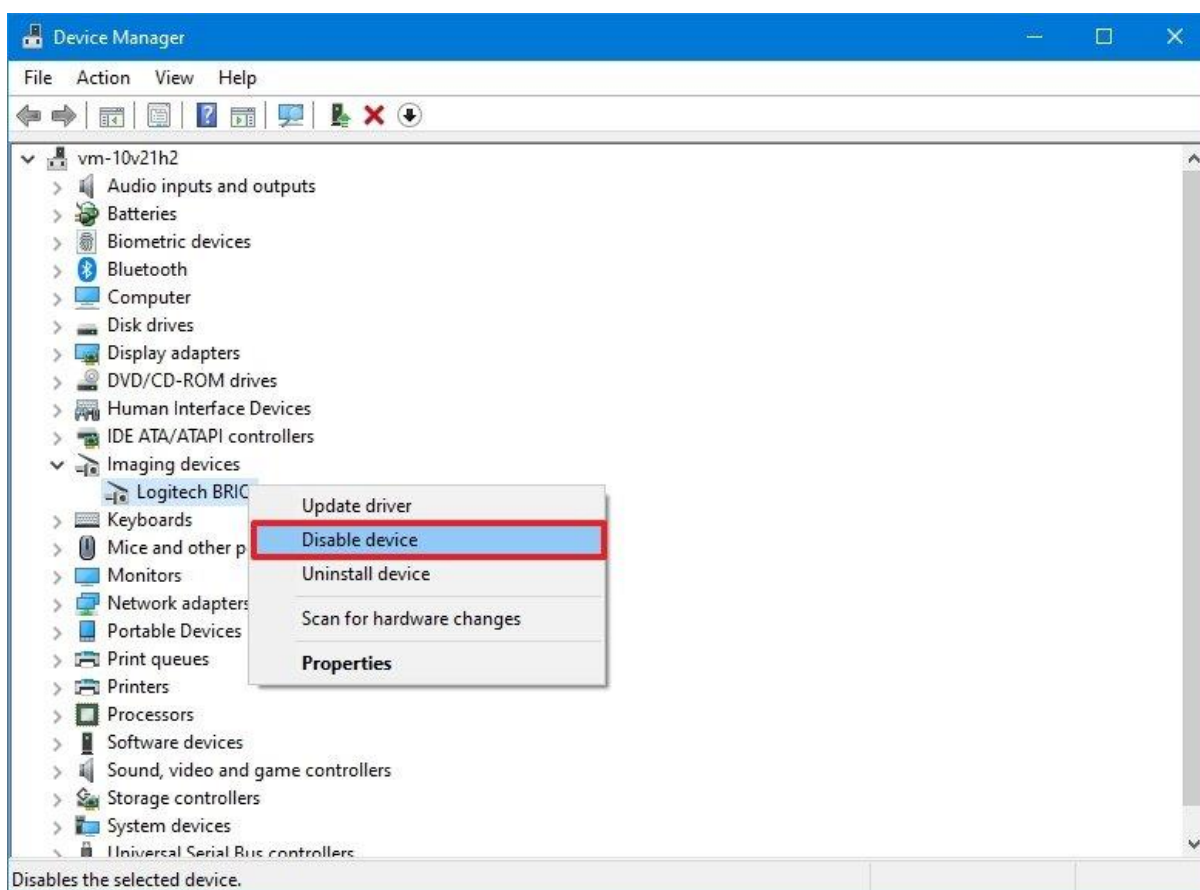 Device Manager
File Action View Help
vm-10v21h2
Audio inputs and outputs
Batteries
Biometric devices
Bluetooth
Computer
Disk drives
Display adapters
DVD/CD-ROM drives
Human Interface Devices
IDE ATA/ATAPI controllers
Imaging devices
Logitech BRIO
Keyboards
Mice and other p
Monitors
Network adapters
Portable Devices
Print queues
Printers
Processors
Software devices
Sound, video and game controllers
Storage controllers
System devices
Universal Serial Bus controllers
Update driver
Disable device
Uninstall device
Scan for hardware changes
Properties
Disables the selected device.